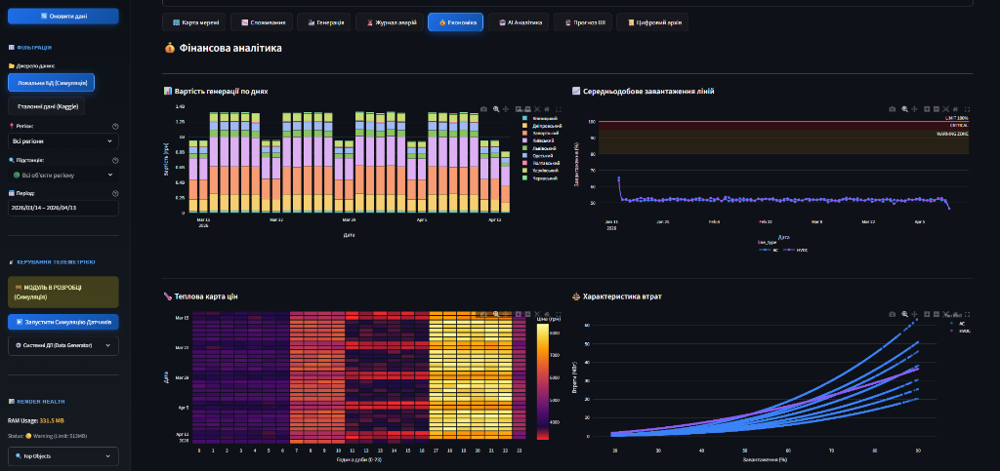 Оновити дані
ФІЛЬТРАЦІЯ
Джерело даних:
Локальна БД (Симуляція)
Еталонні дані (Kaggle)
Регіон:
Всі регіони
Підстанція:
Всі об'єкти регіону
Період:
2026/03/14 – 2026/04/13
КЕРУВАННЯ ТЕЛЕМЕТРІЄЮ
МОДУЛЬ В РОЗРОБЦІ
(Симуляція)
Запустити Симуляцію Датчиків
Системні ДП (Data Generator)
RENDER HEALTH
RAM Usage: 331.5 MB
Status: Warning (Limit: 512MB)
Top Objects
Карта мережі
Споживання
Генерація
Журнал аварій
Економіка
AI Аналітика
Прогноз ШІ
Цифровий архів
Фінансова аналітика
Вартість генерації по днях
1.4B
1.2B
1B
0.8B
0.6B
0.4B
0.2B
0
Вартість (грн)
Mar 15
2026
Mar 22
Mar 29
Apr 5
Apr 12
Дата
Вінницький
Дніпровський
Запорізький
Київський
Львівський
Одеський
Полтавський
Харківський
Черкаський
Середньодобове завантаження ліній
LIMIT 100%
CRITICAL
WARNING ZONE
100
90
80
70
60
50
Завантаження (%)
Jan 11
2026
Jan 25
Feb 8
Feb 22
Mar 8
Mar 22
Apr 5
Дата
line_type
AC
HVDC
Теплова карта цін
Ціна (грн)
8000
7000
6000
5000
4000
Mar 15
Mar 22
Mar 29
Apr 5
Apr 12
2026
Дата
0 1 2 3 4 5 6 7 8 9 10 11 12 13 14 15 16 17 18 19 20 21 22 23
Година доби (0-23)
Характеристика втрат
AC
HVDC
60
50
40
30
20
10
0
Втрати (МВт)
20 30 40 50 60 70 80 90
Завантаження (%)